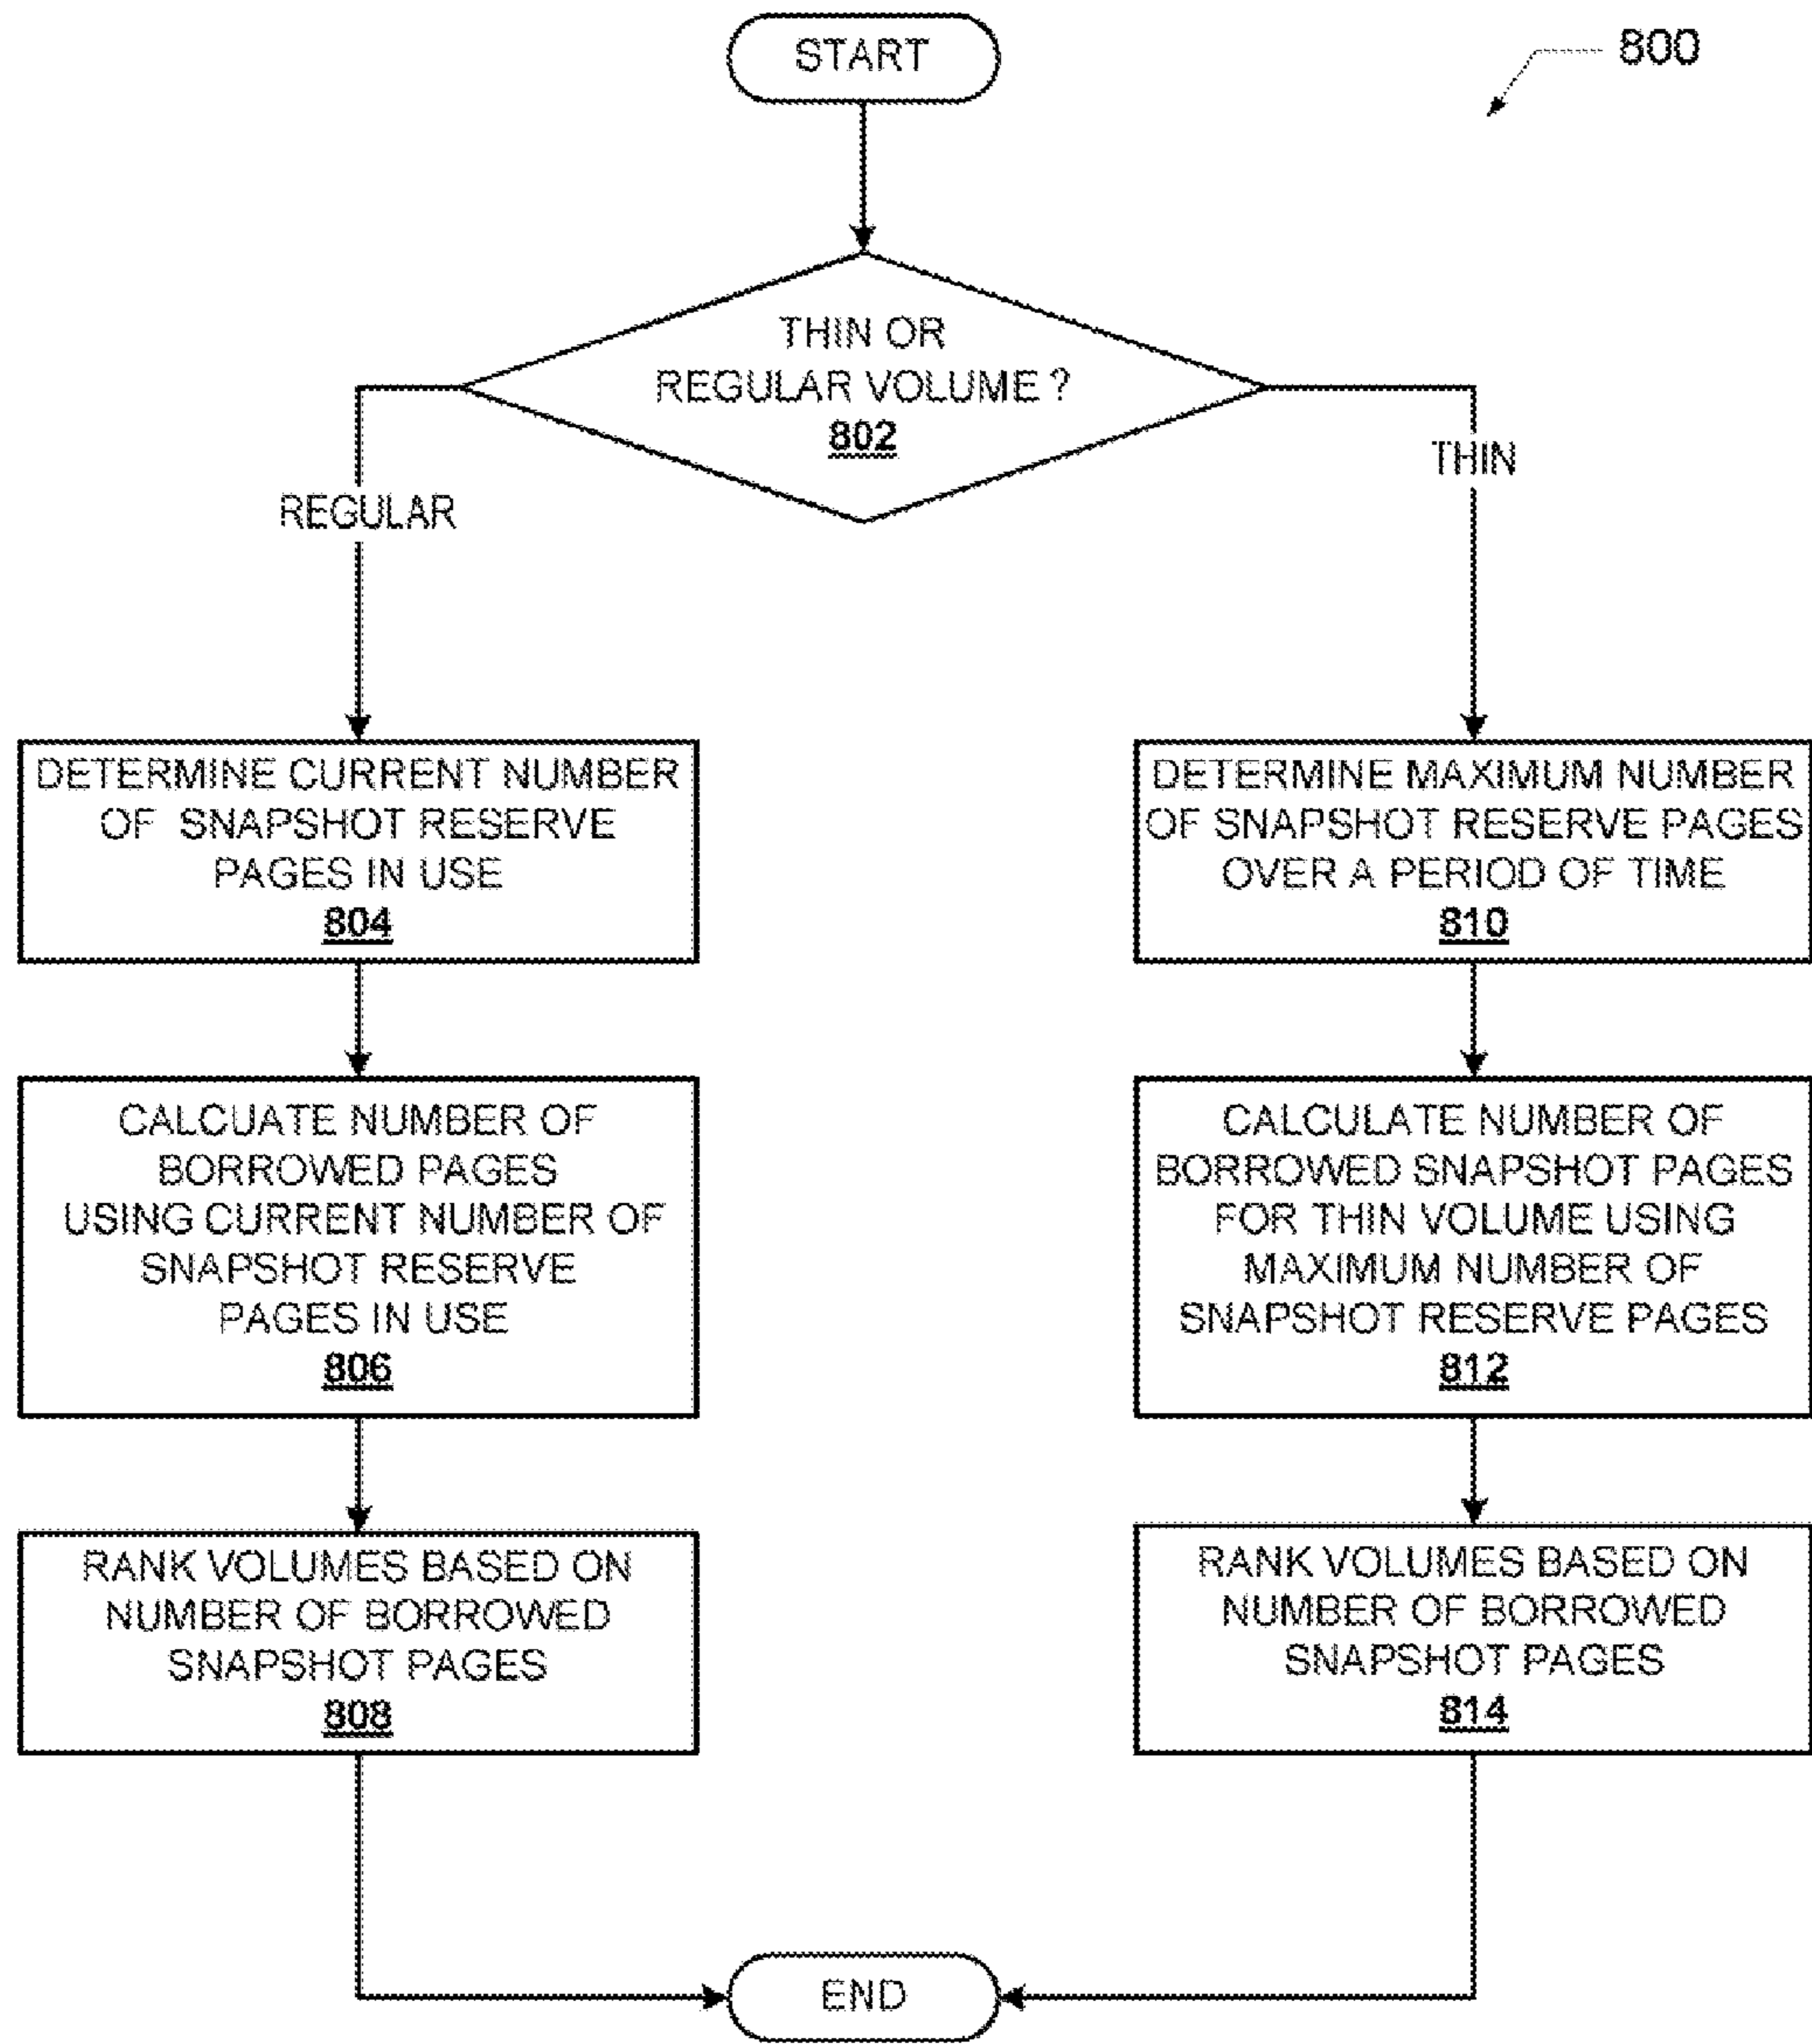 START
800
THIN OR
REGULAR VOLUME?
802
REGULAR
THIN
DETERMINE CURRENT NUMBER
OF SNAPSHOT RESERVE
PAGES IN USE
804
CALCUATE NUMBER OF
BORROWED PAGES
USING CURRENT NUMBER OF
SNAPSHOT RESERVE
PAGES IN USE
806
RANK VOLUMES BASED ON
NUMBER OF BORROWED
SNAPSHOT PAGES
808
DETERMINE MAXIMUM NUMBER
OF SNAPSHOT RESERVE PAGES
OVER A PERIOD OF TIME
810
CALCULATE NUMBER OF
BORROWED SNAPSHOT PAGES
FOR THIN VOLUME USING
MAXIMUM NUMBER OF
SNAPSHOT RESERVE PAGES
812
RANK VOLUMES BASED ON
NUMBER OF BORROWED
SNAPSHOT PAGES
814
END